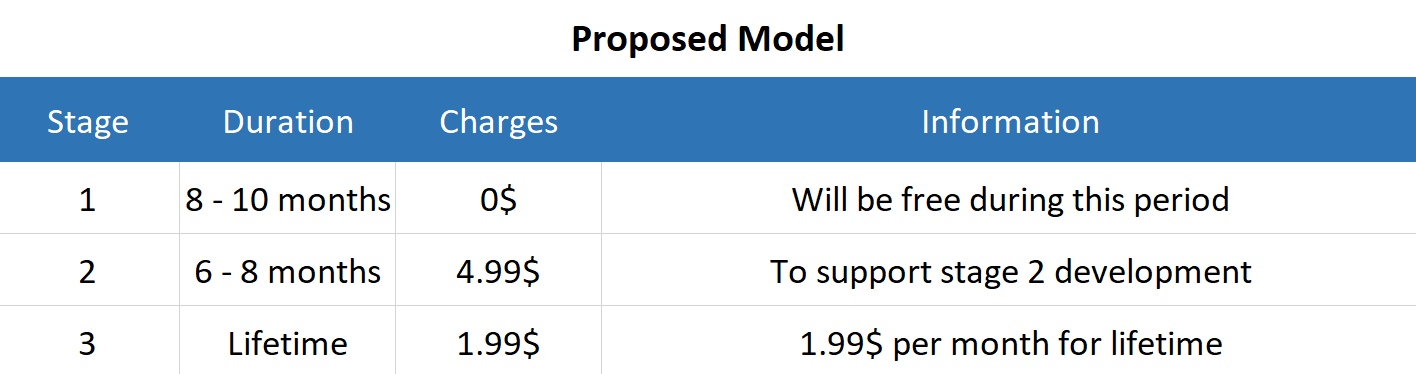 Proposed Model
Stage Duration Charges Information
1 8 - 10 months 0$ Will be free during this period
2 6 - 8 months 4.99$ To support stage 2 development
3 Lifetime 1.99$ 1.99$ per month for lifetime